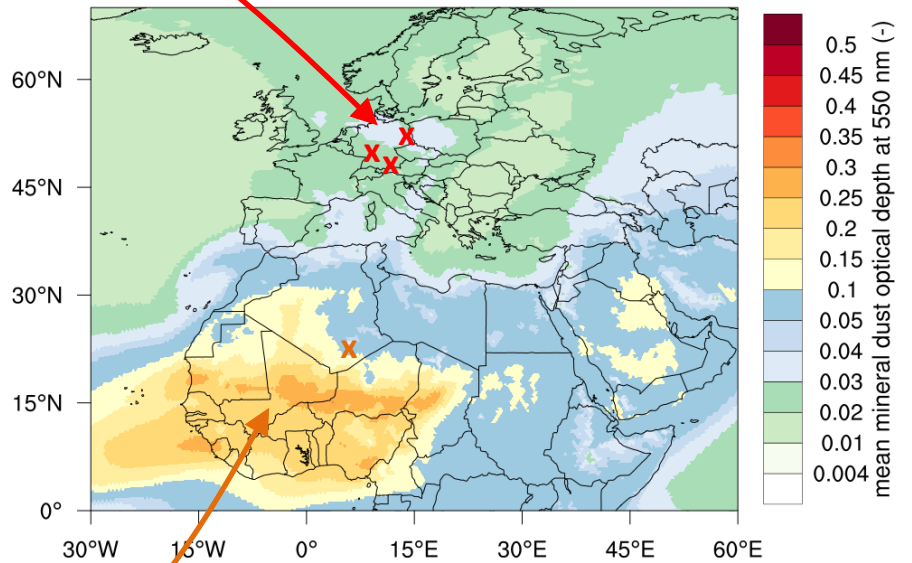 60°N
45°N
30°N
15°N
0°
30°W 15°W 0° 15°E 30°E 45°E 60°E
X
X
X
X
0.5
0.45
0.4
0.35
0.3
0.25
0.2
0.15
0.1
0.05
0.04
0.03
0.02
0.01
0.004
mean mineral dust optical depth at 550 nm (-)